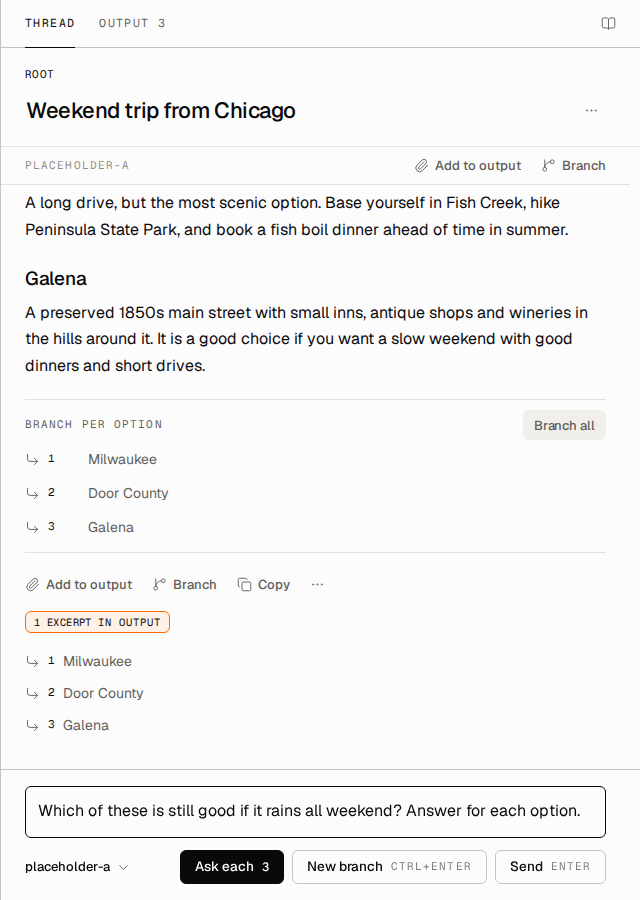 THREAD OUTPUT 3
ROOT
Weekend trip from Chicago
PLACEHOLDER-A Add to output Branch
A long drive, but the most scenic option. Base yourself in Fish Creek, hike
Peninsula State Park, and book a fish boil dinner ahead of time in summer.
Galena
A preserved 1850s main street with small inns, antique shops and wineries in
the hills around it. It is a good choice if you want a slow weekend with good
dinners and short drives.
BRANCH PER OPTION Branch all
1 Milwaukee
2 Door County
3 Galena
Add to output Branch Copy ...
1 EXCERPT IN OUTPUT
1 Milwaukee
2 Door County
3 Galena
Which of these is still good if it rains all weekend? Answer for each option.
placeholder-a Ask each 3 New branch CTRL+ENTER Send ENTER